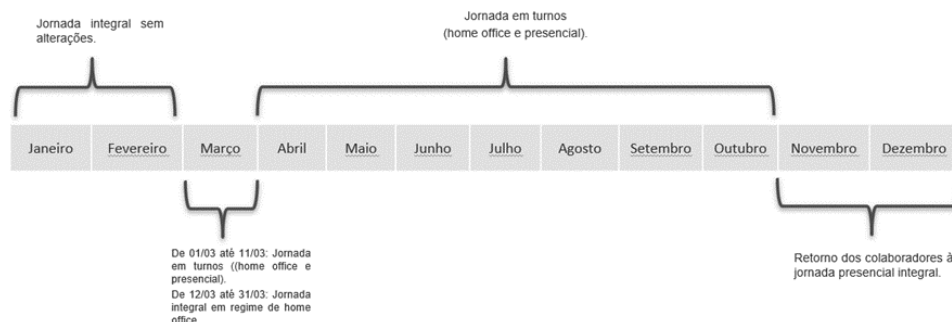 Jornada integral sem
alterações.
Jornada em turnos
(home office e presencial).
Janeiro Fevereiro Março Abril Maio Junho Julho Agosto Setembro Outubro Novembro Dezembro
De 01/03 até 11/03: Jornada
em turnos ((home office e
presencial).
De 12/03 até 31/03: Jornada
integral em regime de home
office.
Retorno dos colaboradores à
jornada presencial integral.